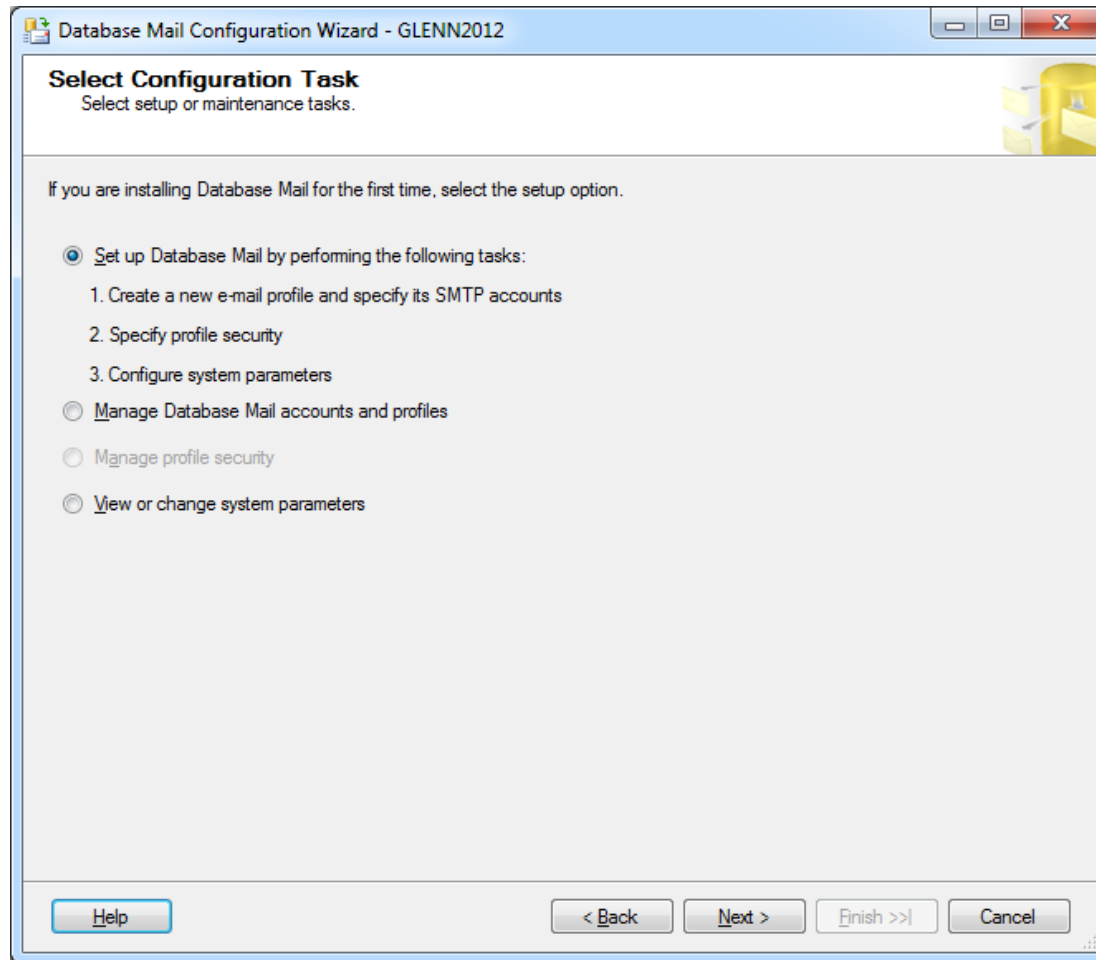 Database Mail Configuration Wizard - GLENN2012
Select Configuration Task
Select setup or maintenance tasks.
If you are installing Database Mail for the first time, select the setup option.
Set up Database Mail by performing the following tasks:
1. Create a new e-mail profile and specify its SMTP accounts
2. Specify profile security
3. Configure system parameters
Manage Database Mail accounts and profiles
Manage profile security
View or change system parameters
Help < Back Next > Finish >>| Cancel